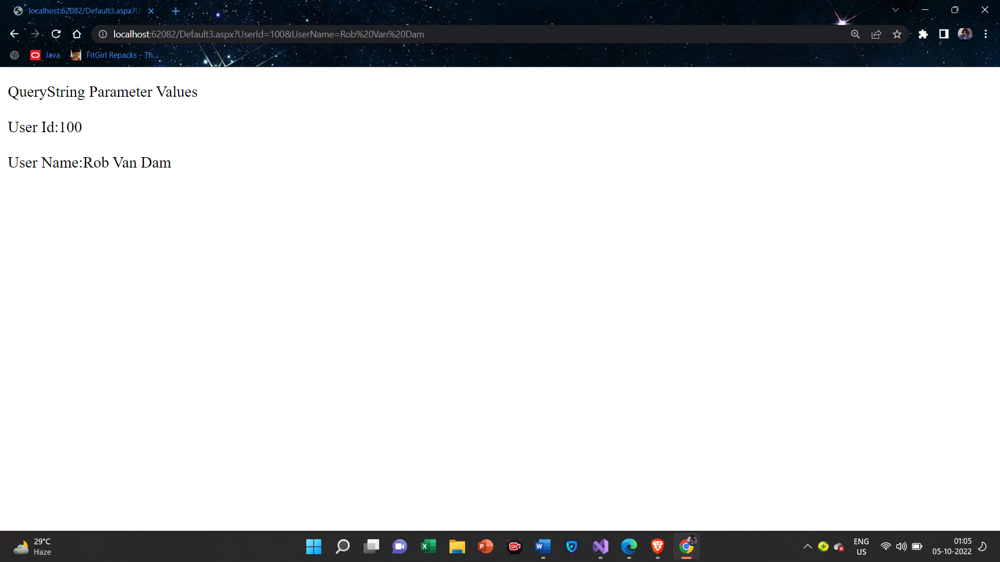 localhost:62082/Default3.aspx?U
localhost:62082/Default3.aspx?UserId=100&UserName=Rob%20Van%20Dam
Java
FitGirl Repacks - Th...
QueryString Parameter Values
User Id:100
User Name:Rob Van Dam
29°C
Haze
ENG
US
01:05
05-10-2022